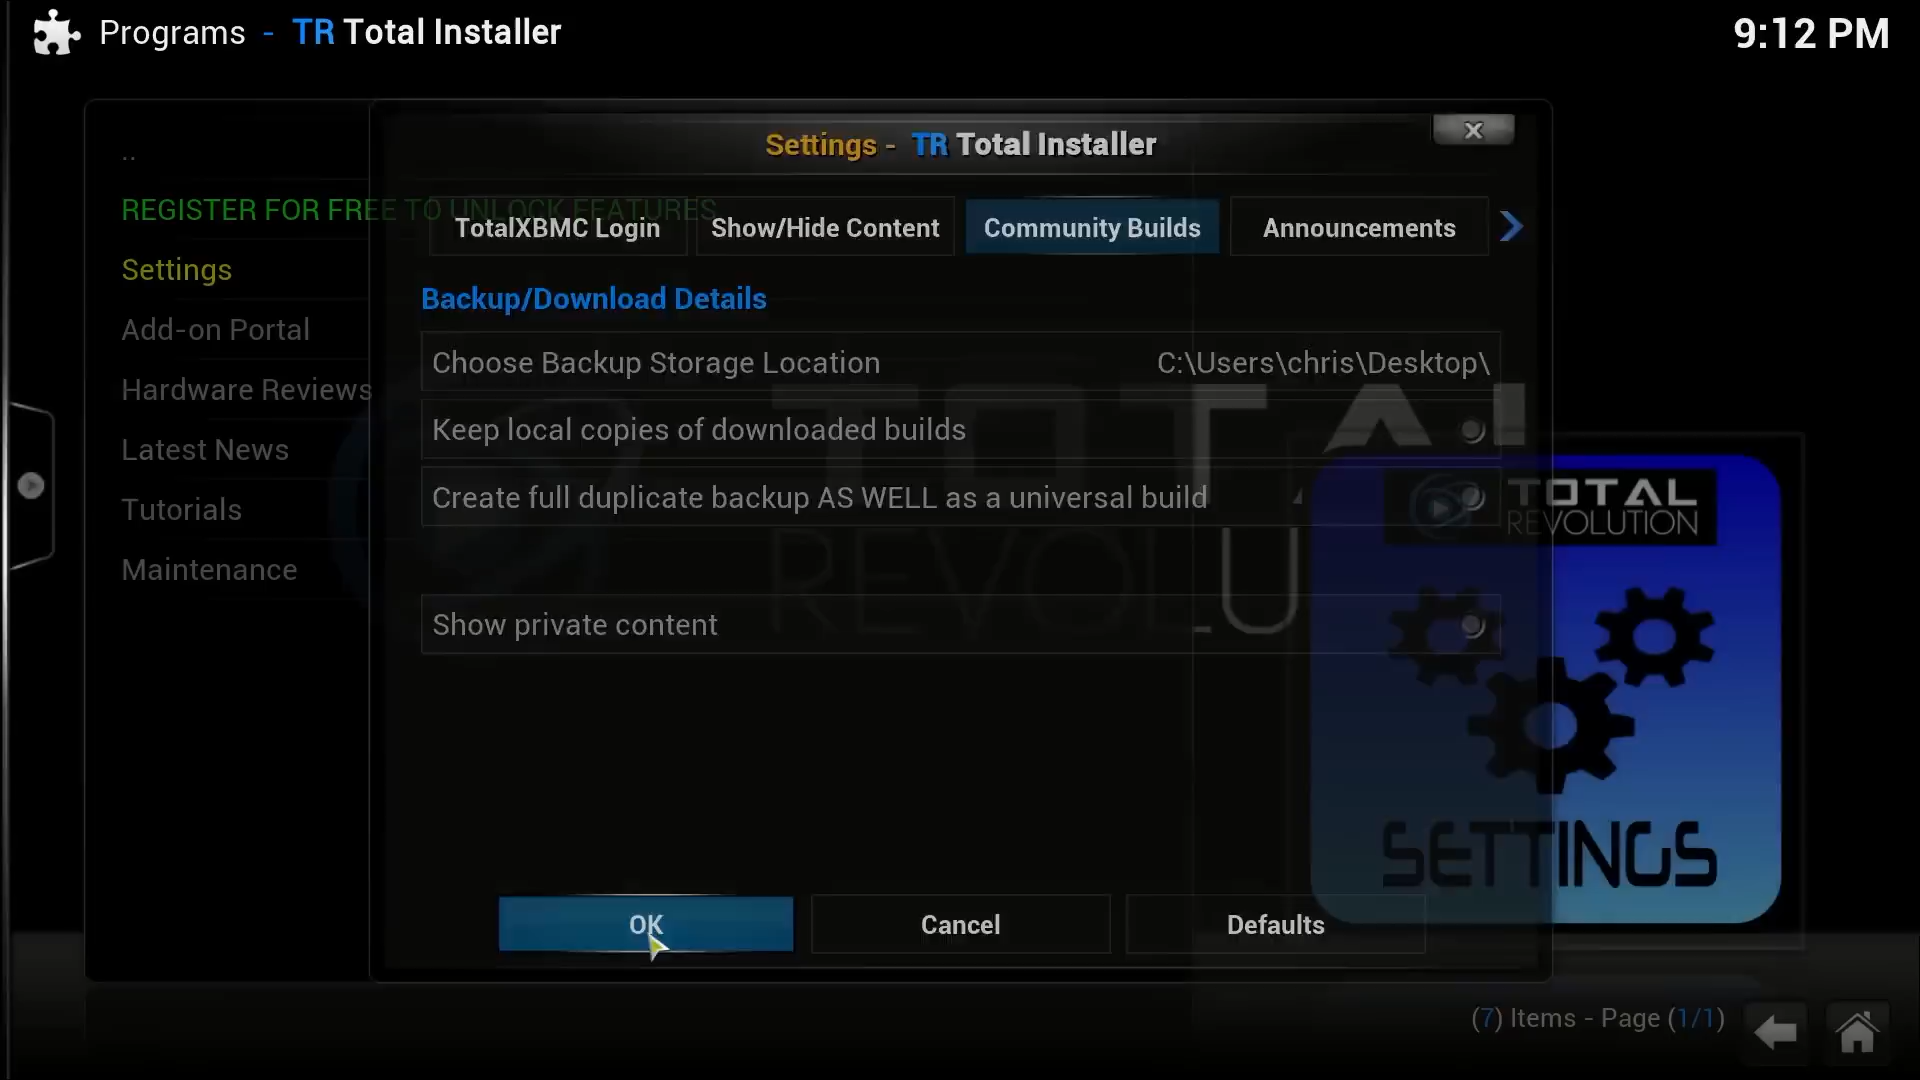 Programs - TR Total Installer
9:12 PM
..
REGISTER FOR FREE TO UNLOCK FEATURES
Settings
Add-on Portal
Hardware Reviews
Latest News
Tutorials
Maintenance
Settings - TR Total Installer
TotalXBMC Login
Show/Hide Content
Community Builds
Announcements
Backup/Download Details
Choose Backup Storage Location C:\Users\chris\Desktop\
Keep local copies of downloaded builds
Create full duplicate backup AS WELL as a universal build
Show private content
OK
Cancel
Defaults
TOTAL
REVOLU
TOTAL
REVOLUTION
SETTINGS
(7) Items - Page (1/1)